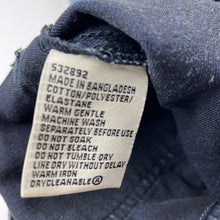 532892
MADE IN BANGLADESH
COTTON/POLYESTER/
ELASTANE
WARM GENTLE
MACHINE WASH
SEPARATELY BEFORE USE
DO NOT SOAK
DO NOT BLEACH
DO NOT TUMBLE DRY
LINE DRY WITHOUT DELAY
WARM IRON
DRYCLEANABLE Ⓐ